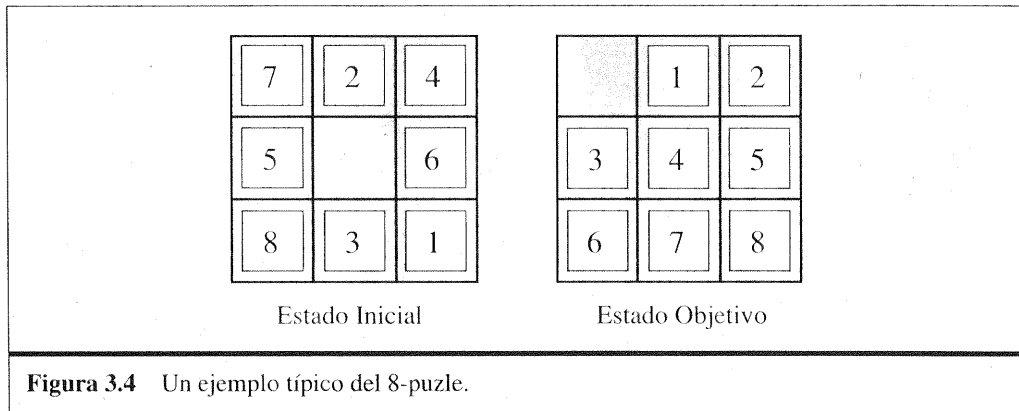 7 2 4 1 2
5 6 3 4 5
8 3 1 6 7 8
Estado Inicial Estado Objetivo
Figura 3.4 Un ejemplo típico del 8-puzle.